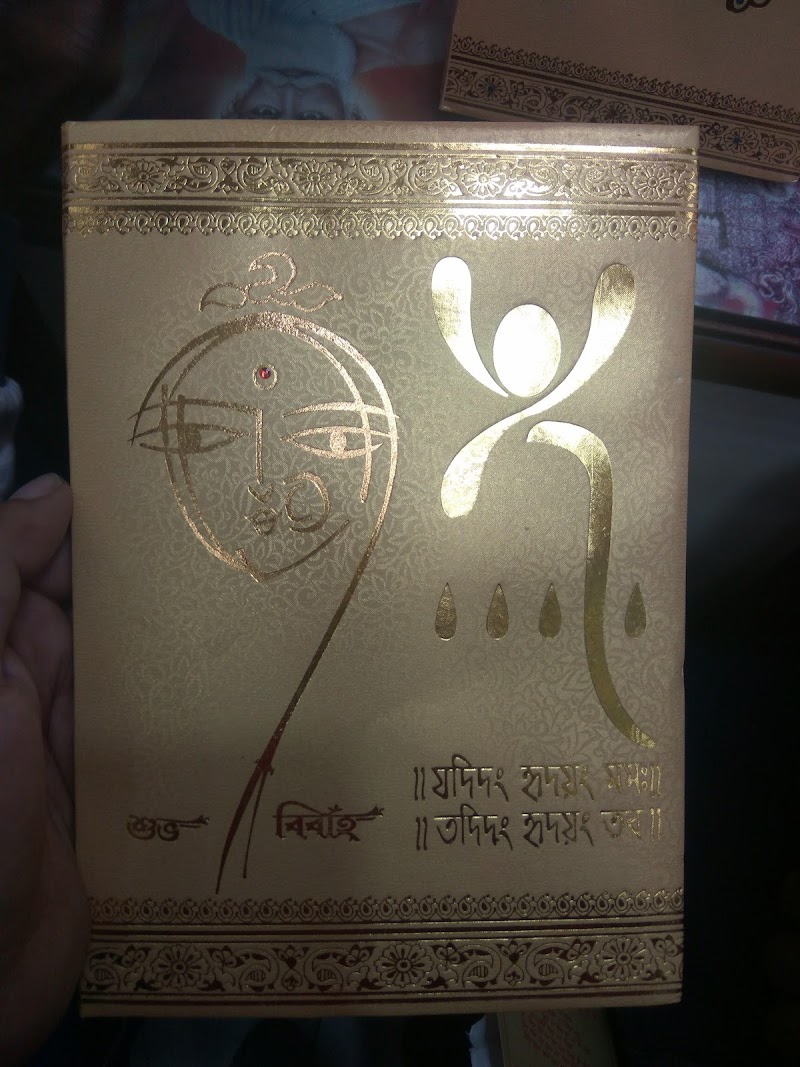 শুভ বিবাহ
॥ যদিদং হৃদয়ং মমঃ॥
॥ তদিদং হৃদয়ং তব ॥